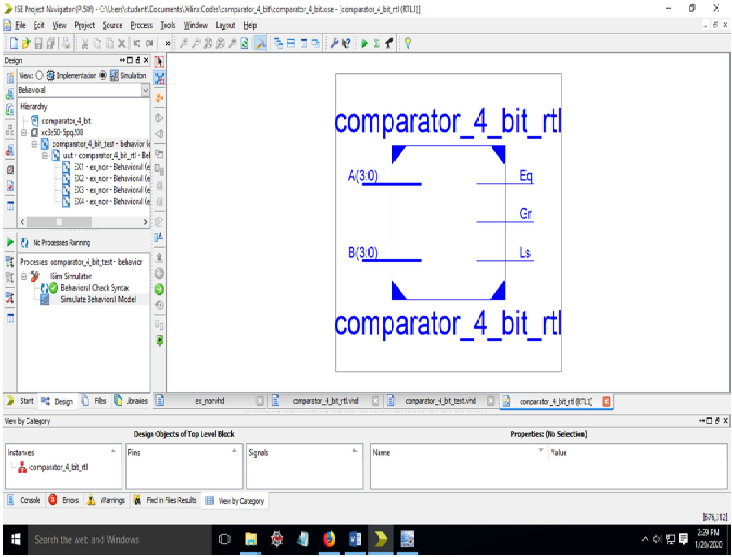 ISE Project Navigator (P.58f) - C:\Users\student\Documents\Xilinx Codes\comparator_4_bit\comparator_4_bit.xise - [comparator_4_bit_rtl (RTL1)]
File Edit View Project Source Process Tools Window Layout Help
Design
View: Implementation Simulation
Behavioral
Hierarchy
comparator_4_bit
xc3s50-5pq208
comparator_4_bit_test - behavior (
uut - comparator_4_bit_rtl - Bel
EX1 - ex_nor - Behavioral (e
EX2 - ex_nor - Behavioral (e
EX3 - ex_nor - Behavioral (e
EX4 - ex_nor - Behavioral (e
No Processes Running
Processes: comparator_4_bit_test - behavior
ISim Simulator
Behavioral Check Syntax
Simulate Behavioral Model
comparator_4_bit_rtl
A(3:0) Eq
Gr
B(3:0) Ls
comparator_4_bit_rtl
Start Design Files Libraries
ex_nor.vhd comparator_4_bit_rtl.vhd comparator_4_bit_test.vhd comparator_4_bit_rtl (RTL1)
View by Category
Design Objects of Top Level Block Properties: (No Selection)
Instances Pins Signals Name Value
comparator_4_bit_rtl
Console Errors Warnings Find in Files Results View by Category
[676,312]
Search the web and Windows
2:29 PM
1/29/2020